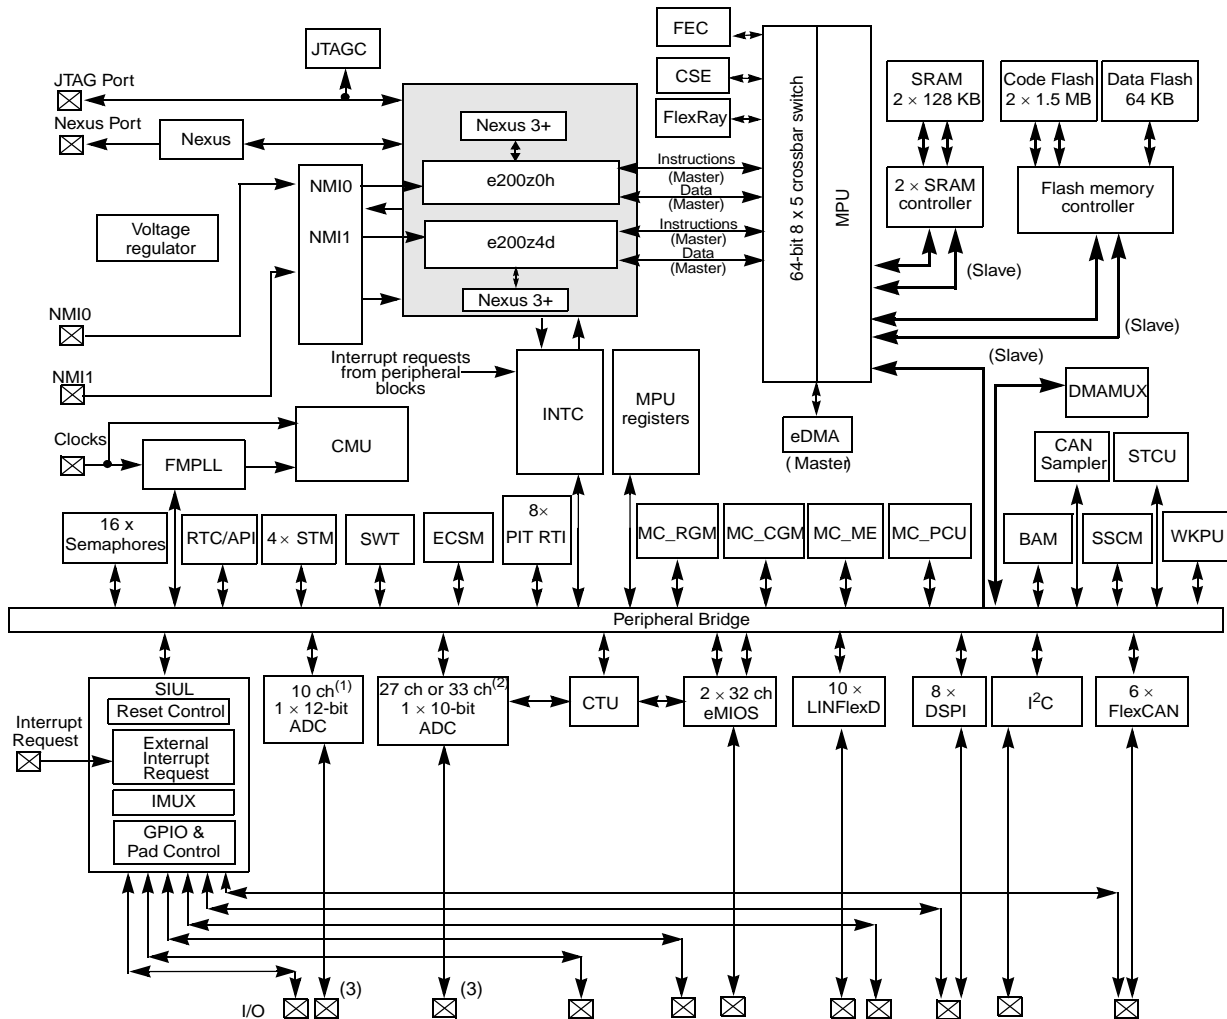 JTAGC
JTAG Port
Nexus Port
Nexus
Nexus 3+
e200z0h
e200z4d
Nexus 3+
NMI0
NMI1
Voltage
regulator
NMI0
NMI1
FEC
CSE
FlexRay
Instructions
(Master)
Data
(Master)
Instructions
(Master)
Data
(Master)
64-bit 8 x 5 crossbar switch
MPU
SRAM
2 × 128 KB
Code Flash
2 × 1.5 MB
Data Flash
64 KB
2 × SRAM
controller
Flash memory
controller
(Slave)
(Slave)
(Slave)
Interrupt requests
from peripheral
blocks
INTC
MPU
registers
eDMA
(Master)
DMAMUX
Clocks
FMPLL
CMU
CAN
Sampler
STCU
16 x
Semaphores
RTC/API
4 × STM
SWT
ECSM
8×
PIT RTI
MC_RGM
MC_CGM
MC_ME
MC_PCU
BAM
SSCM
WKPU
Peripheral Bridge
SIUL
Reset Control
External
Interrupt
Request
IMUX
GPIO &
Pad Control
Interrupt
Request
10 ch(1)
1 × 12-bit
ADC
27 ch or 33 ch(2)
1 × 10-bit
ADC
CTU
2 × 32 ch
eMIOS
10 ×
LINFlexD
8 ×
DSPI
I2C
6 ×
FlexCAN
I/O
(3)
(3)